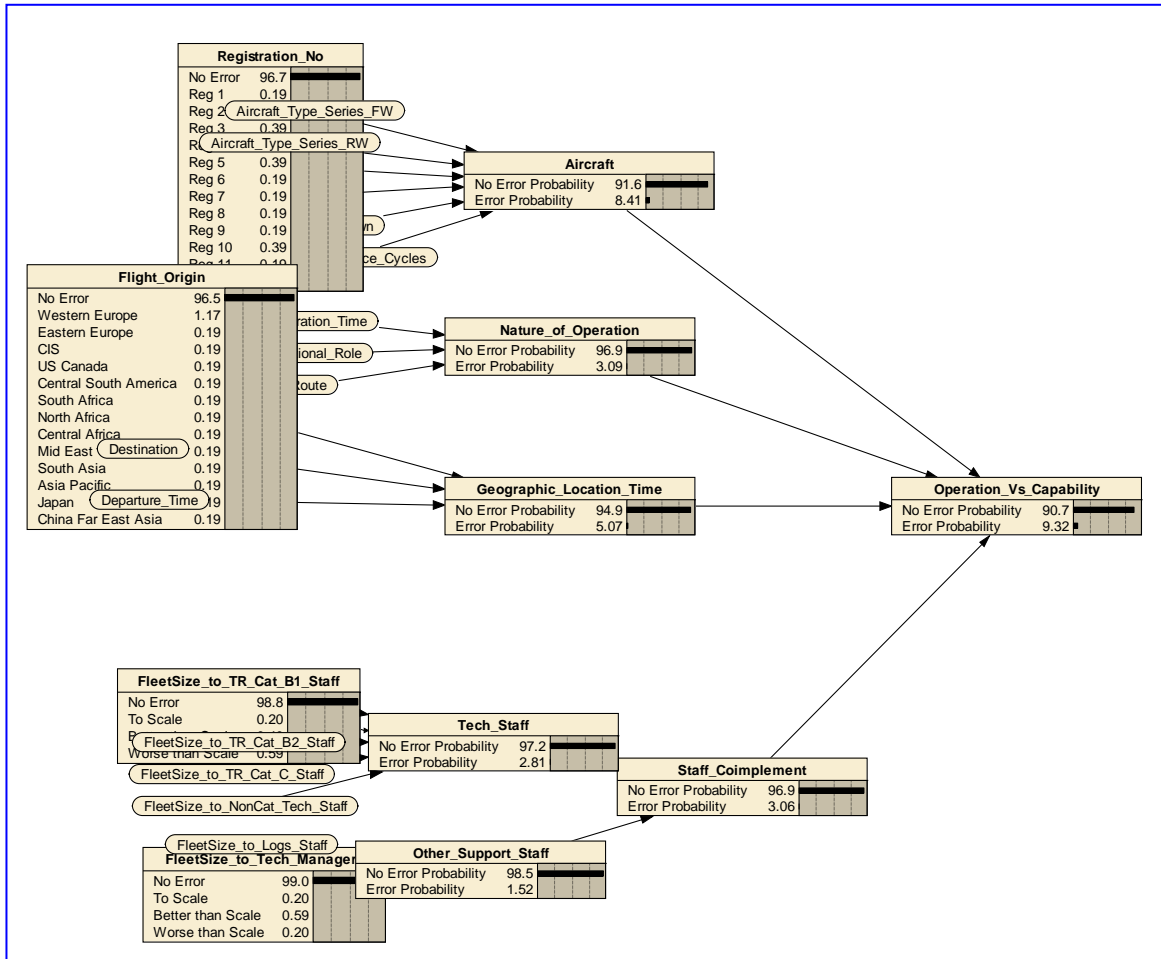 Registration_No
No Error 96.7
Reg 1 0.19
Reg 2
Aircraft_Type_Series_FW
Reg 3 0.39
Aircraft_Type_Series_RW
Reg 5 0.39
Reg 6 0.19
Reg 7 0.19
Reg 8 0.19
Reg 9 0.19
Reg 10 0.39
Aircraft
No Error Probability 91.6
Error Probability 8.41
Flight_Origin
No Error 96.5
Western Europe 1.17
Eastern Europe 0.19
CIS 0.19
US Canada 0.19
Central South America 0.19
South Africa 0.19
North Africa 0.19
Central Africa 0.19
Mid East 0.19
Destination
South Asia 0.19
Asia Pacific 0.19
Japan
Departure_Time
China Far East Asia 0.19
Nature_of_Operation
No Error Probability 96.9
Error Probability 3.09
Geographic_Location_Time
No Error Probability 94.9
Error Probability 5.07
Operation_Vs_Capability
No Error Probability 90.7
Error Probability 9.32
FleetSize_to_TR_Cat_B1_Staff
No Error 98.8
To Scale 0.20
FleetSize_to_TR_Cat_B2_Staff
Worse than Scale 0.59
FleetSize_to_TR_Cat_C_Staff
FleetSize_to_NonCat_Tech_Staff
Tech_Staff
No Error Probability 97.2
Error Probability 2.81
Staff_Coimplement
No Error Probability 96.9
Error Probability 3.06
FleetSize_to_Logs_Staff
FleetSize_to_Tech_Manager
No Error 99.0
To Scale 0.20
Better than Scale 0.59
Worse than Scale 0.20
Other_Support_Staff
No Error Probability 98.5
Error Probability 1.52